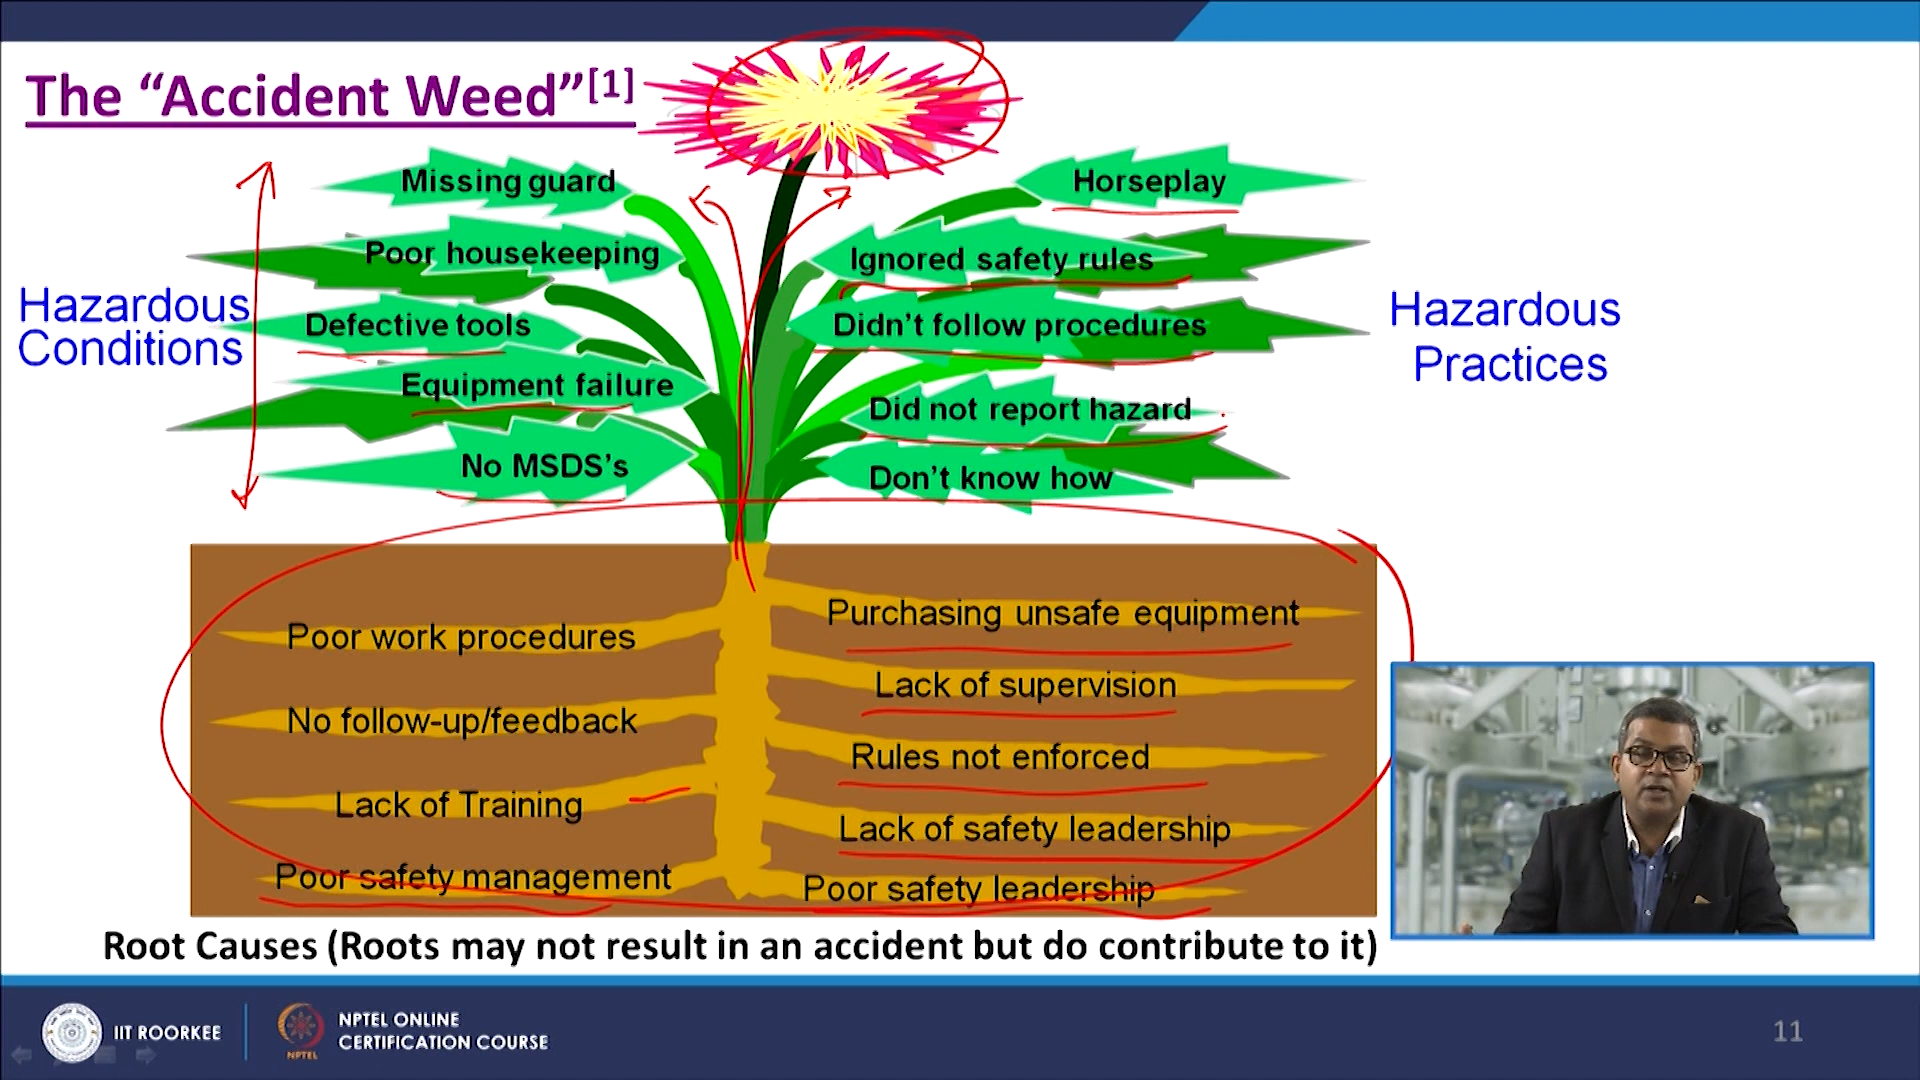 The “Accident Weed”[1]
Missing guard
Poor housekeeping
Defective tools
Equipment failure
No MSDS’s
Hazardous
Conditions
Horseplay
Ignored safety rules
Didn’t follow procedures
Did not report hazard
Don’t know how
Hazardous
Practices
Poor work procedures
No follow-up/feedback
Lack of Training
Poor safety management
Purchasing unsafe equipment
Lack of supervision
Rules not enforced
Lack of safety leadership
Poor safety leadership
Root Causes (Roots may not result in an accident but do contribute to it)
IIT ROORKEE
NPTEL
NPTEL ONLINE
CERTIFICATION COURSE
11